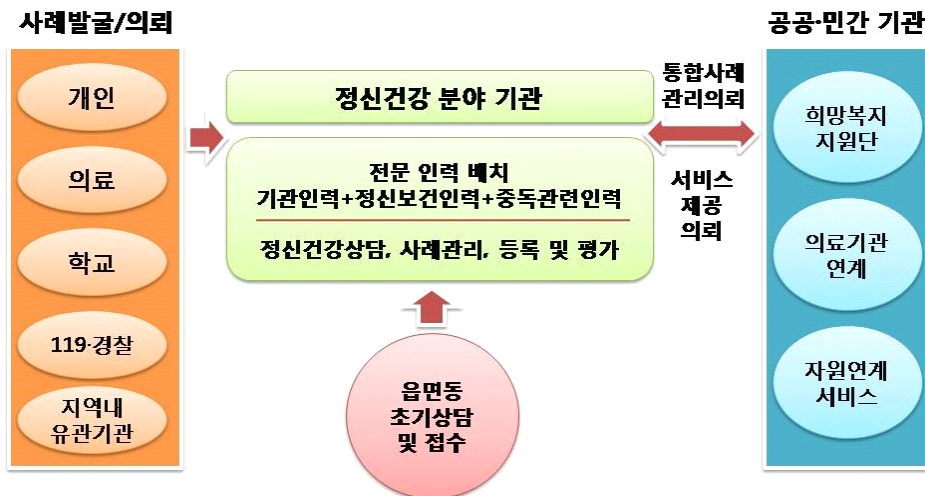 사례발굴/의뢰
개인
의료
학교
119·경찰
지역내
유관기관
정신건강 분야 기관
전문 인력 배치
기관인력+정신보건인력+중독관련인력
정신건강상담, 사례관리, 등록 및 평가
읍면동
초기상담
및 접수
통합사례
관리의뢰
서비스
제공
의뢰
공공·민간 기관
희망복지
지원단
의료기관
연계
자원연계
서비스